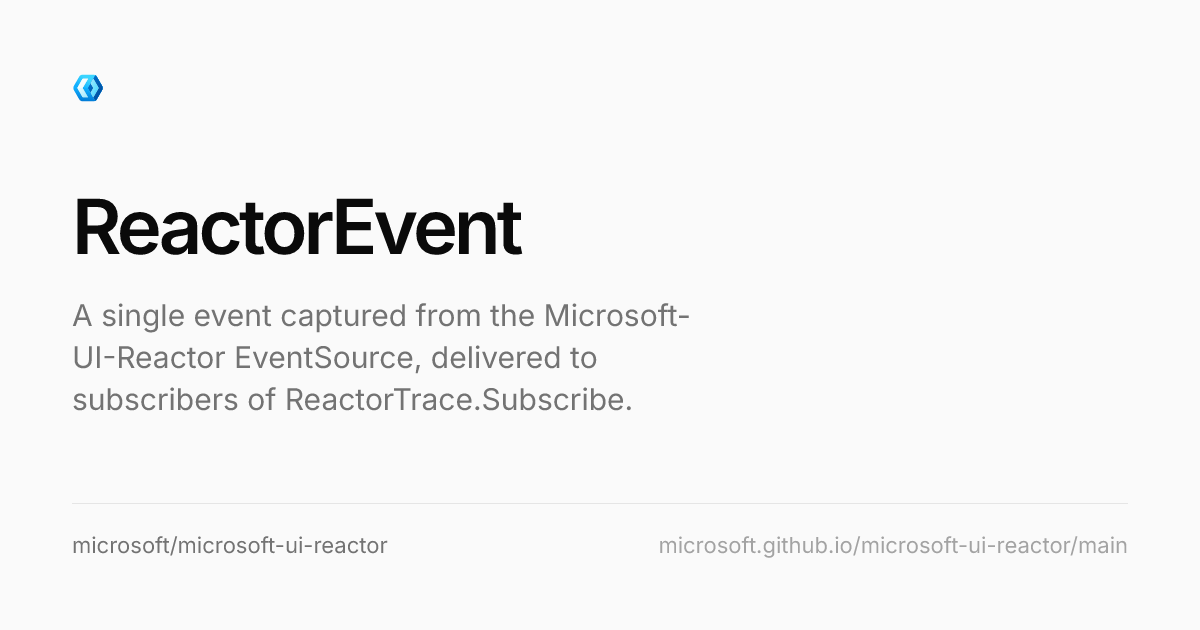 ReactorEvent
A single event captured from the Microsoft-
UI-Reactor EventSource, delivered to
subscribers of ReactorTrace.Subscribe.
microsoft/microsoft-ui-reactor
microsoft.github.io/microsoft-ui-reactor/main